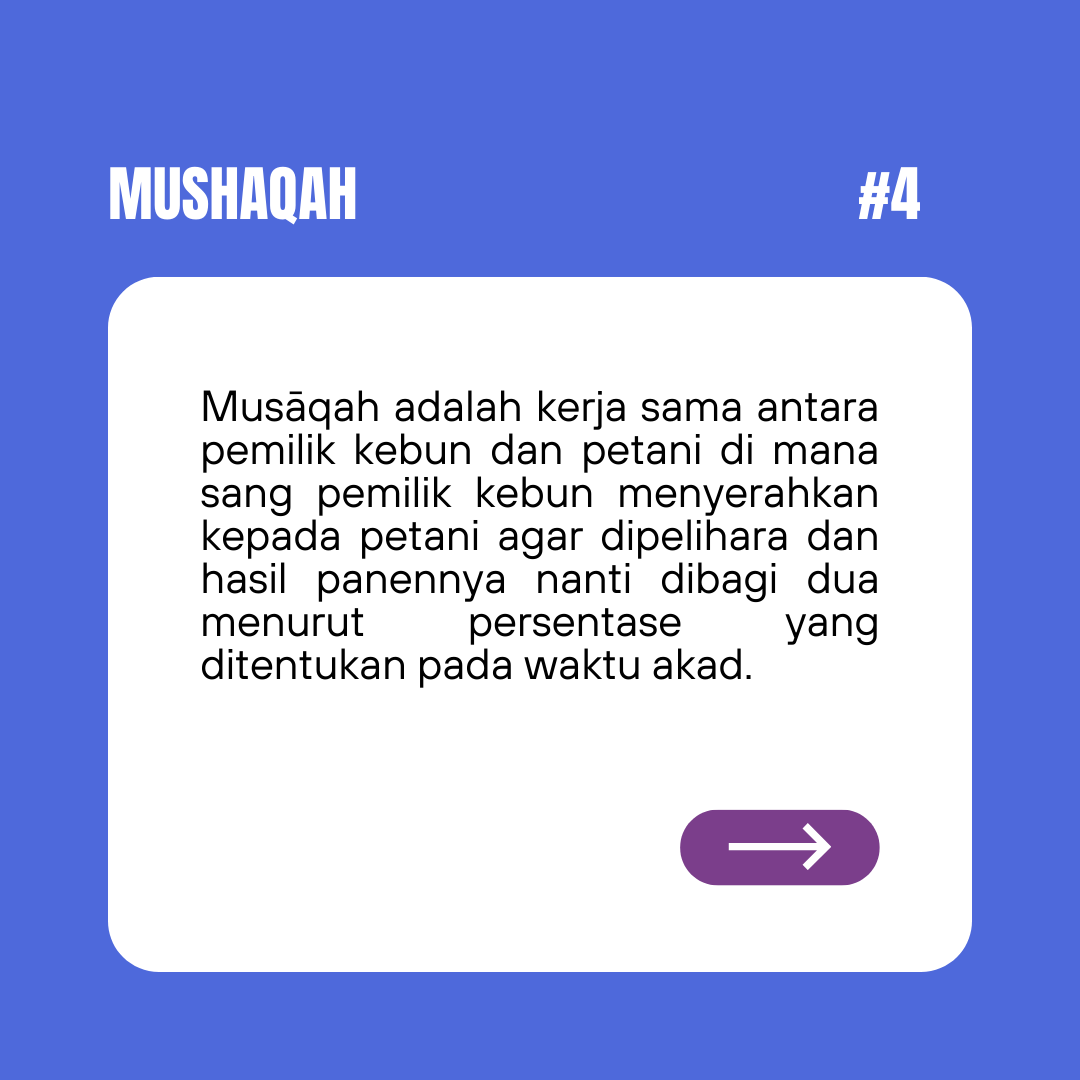 MUSHAQAH
#4
Musāqah adalah kerja sama antara
pemilik kebun dan petani di mana
sang pemilik kebun menyerahkan
kepada petani agar dipelihara dan
hasil panennya nanti dibagi dua
menurut persentase yang
ditentukan pada waktu akad.